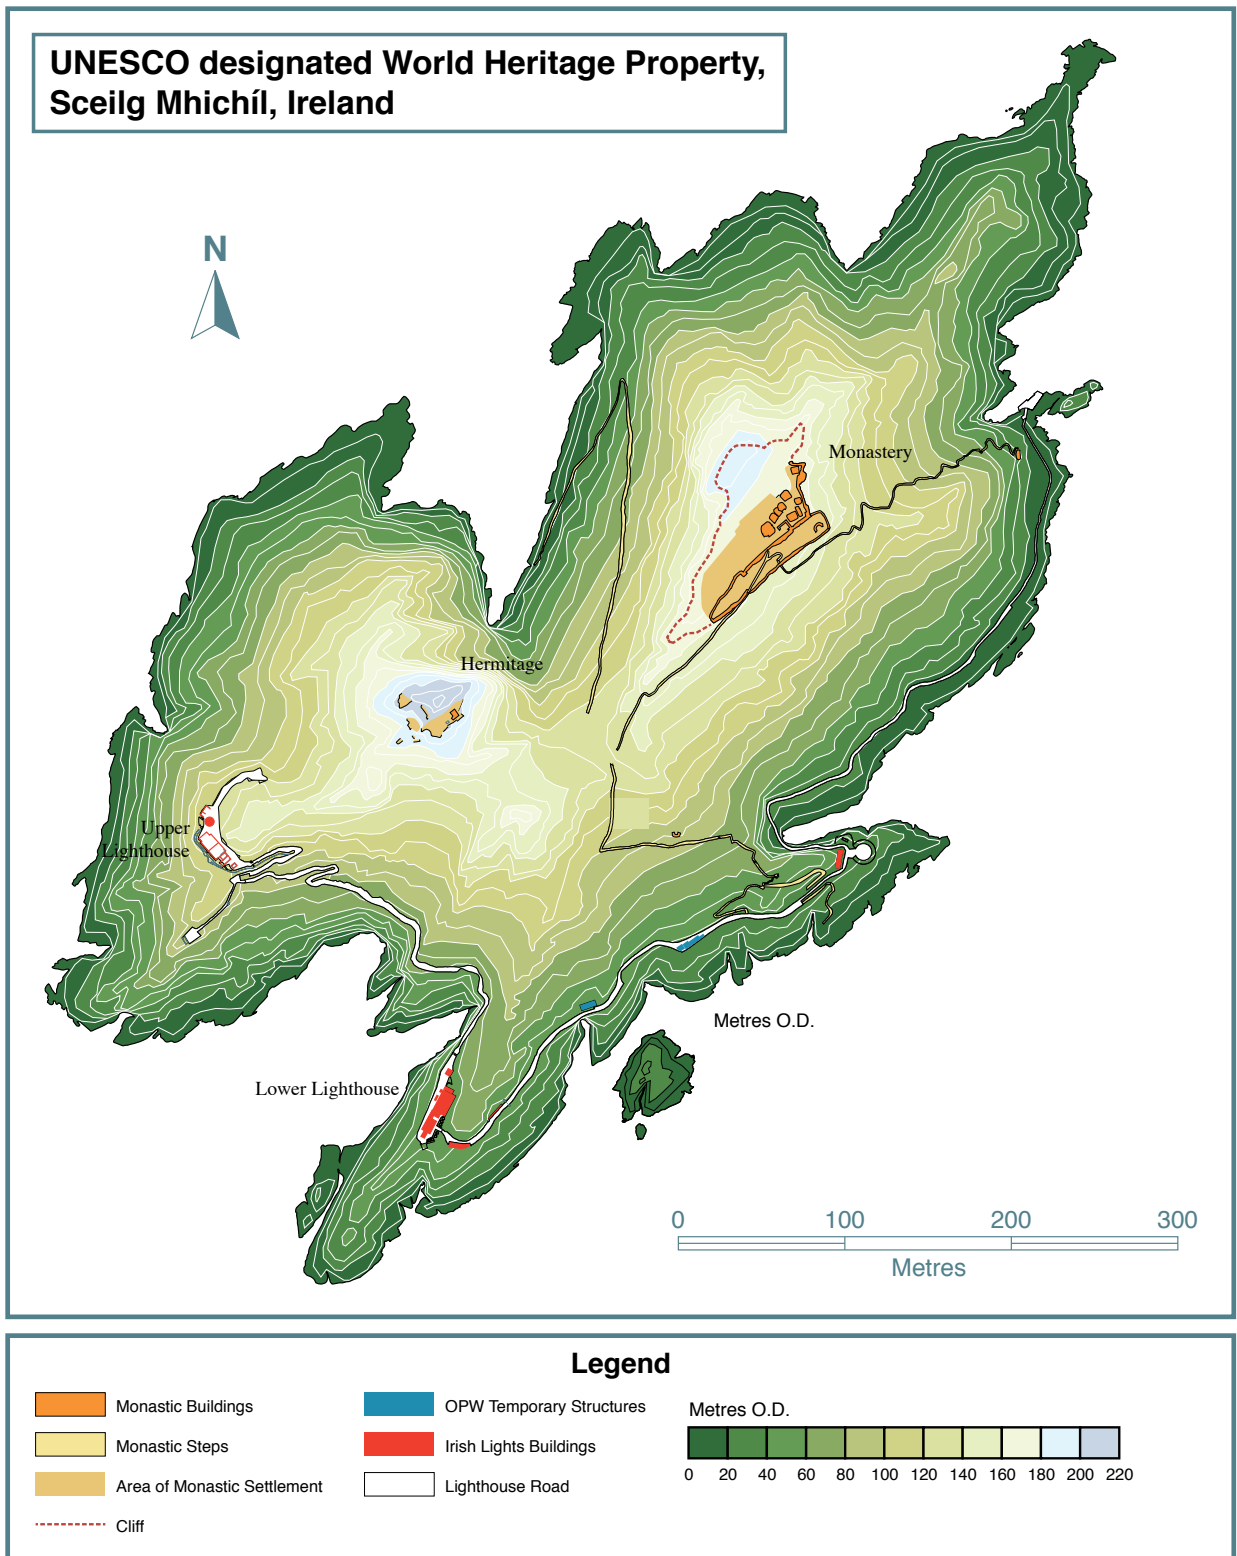 UNESCO designated World Heritage Property,
Sceilg Mhichíl, Ireland
N
Monastery
Hermitage
Upper
Lighthouse
Metres O.D.
Lower Lighthouse
0 100 200 300
Metres
Legend
Monastic Buildings
Monastic Steps
Area of Monastic Settlement
Cliff
OPW Temporary Structures
Irish Lights Buildings
Lighthouse Road
Metres O.D.
0 20 40 60 80 100 120 140 160 180 200 220